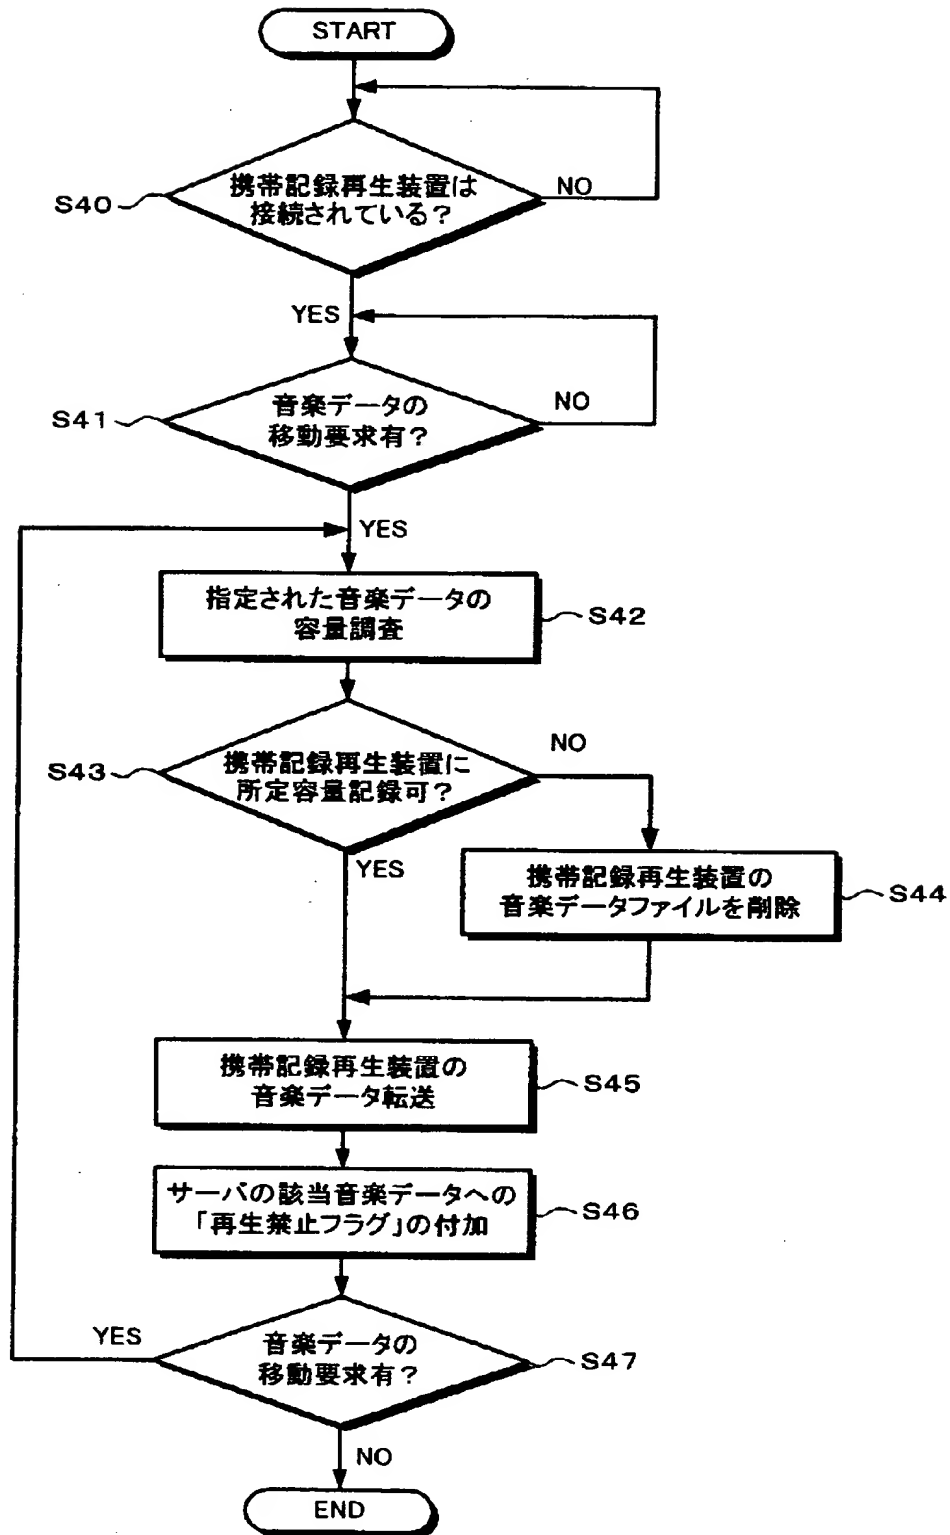 START
S40
携帯記録再生装置は
接続されている?
NO
YES
S41
音楽データの
移動要求有?
NO
YES
指定された音楽データの
容量調査
S42
S43
携帯記録再生装置に
所定容量記録可?
NO
YES
携帯記録再生装置の
音楽データファイルを削除
S44
携帯記録再生装置の
音楽データ転送
S45
サーバの該当音楽データへの
「再生禁止フラグ」の付加
S46
YES
音楽データの
移動要求有?
S47
NO
END